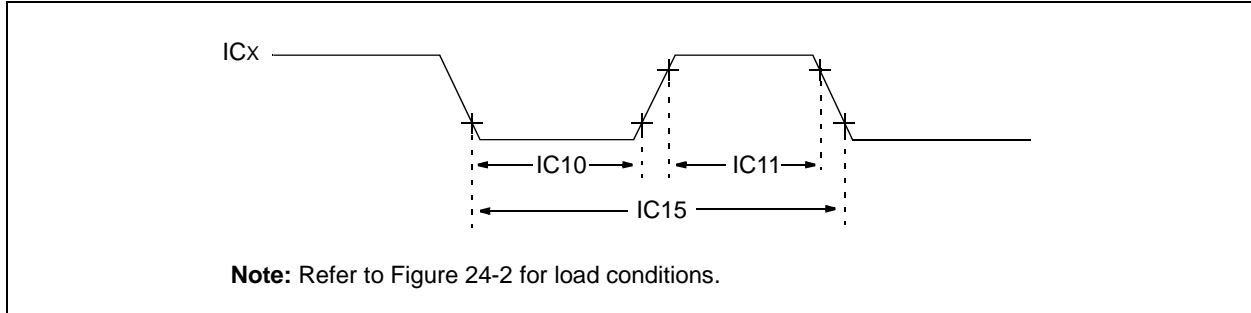 ICx
IC10
IC11
IC15
Note: Refer to Figure 24-2 for load conditions.